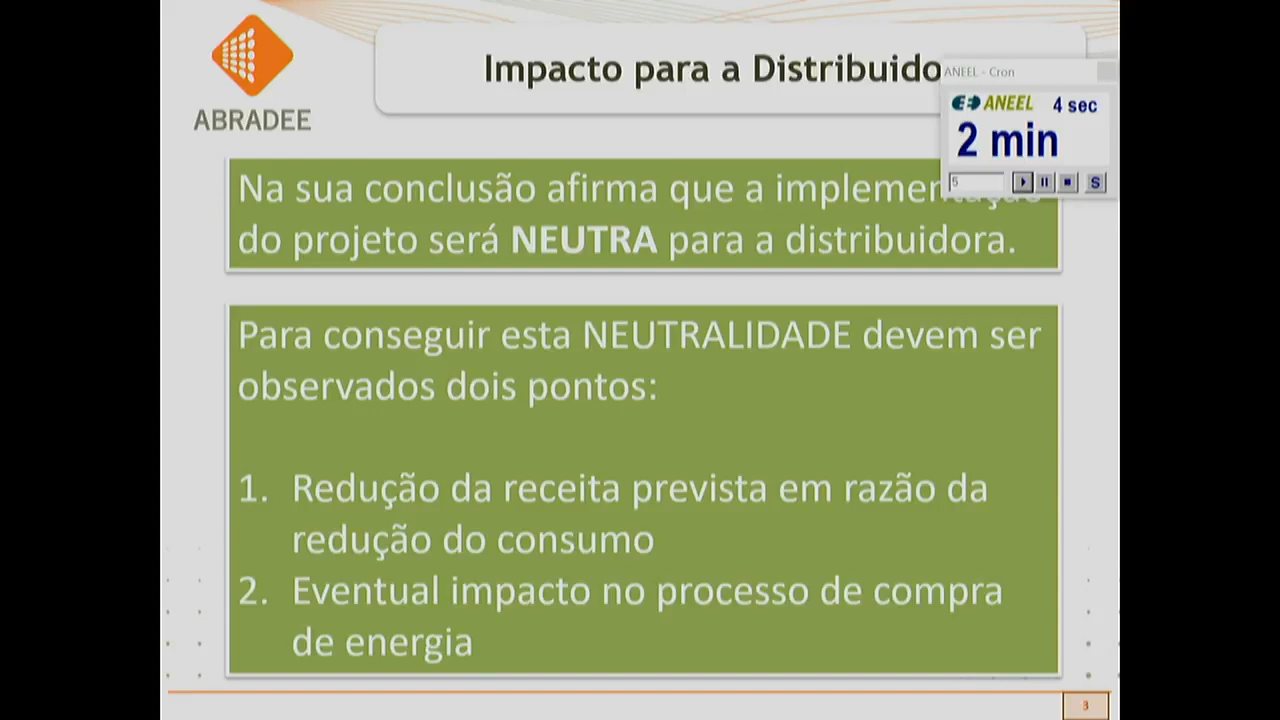 Impacto para a Distribuido
ABRADEE
ANEEL - Cron
ANEEL 4 sec
2 min
5
S
Na sua conclusão afirma que a implementação
do projeto será NEUTRA para a distribuidora.
Para conseguir esta NEUTRALIDADE devem ser
observados dois pontos:
1. Redução da receita prevista em razão da
redução do consumo
2. Eventual impacto no processo de compra
de energia
3